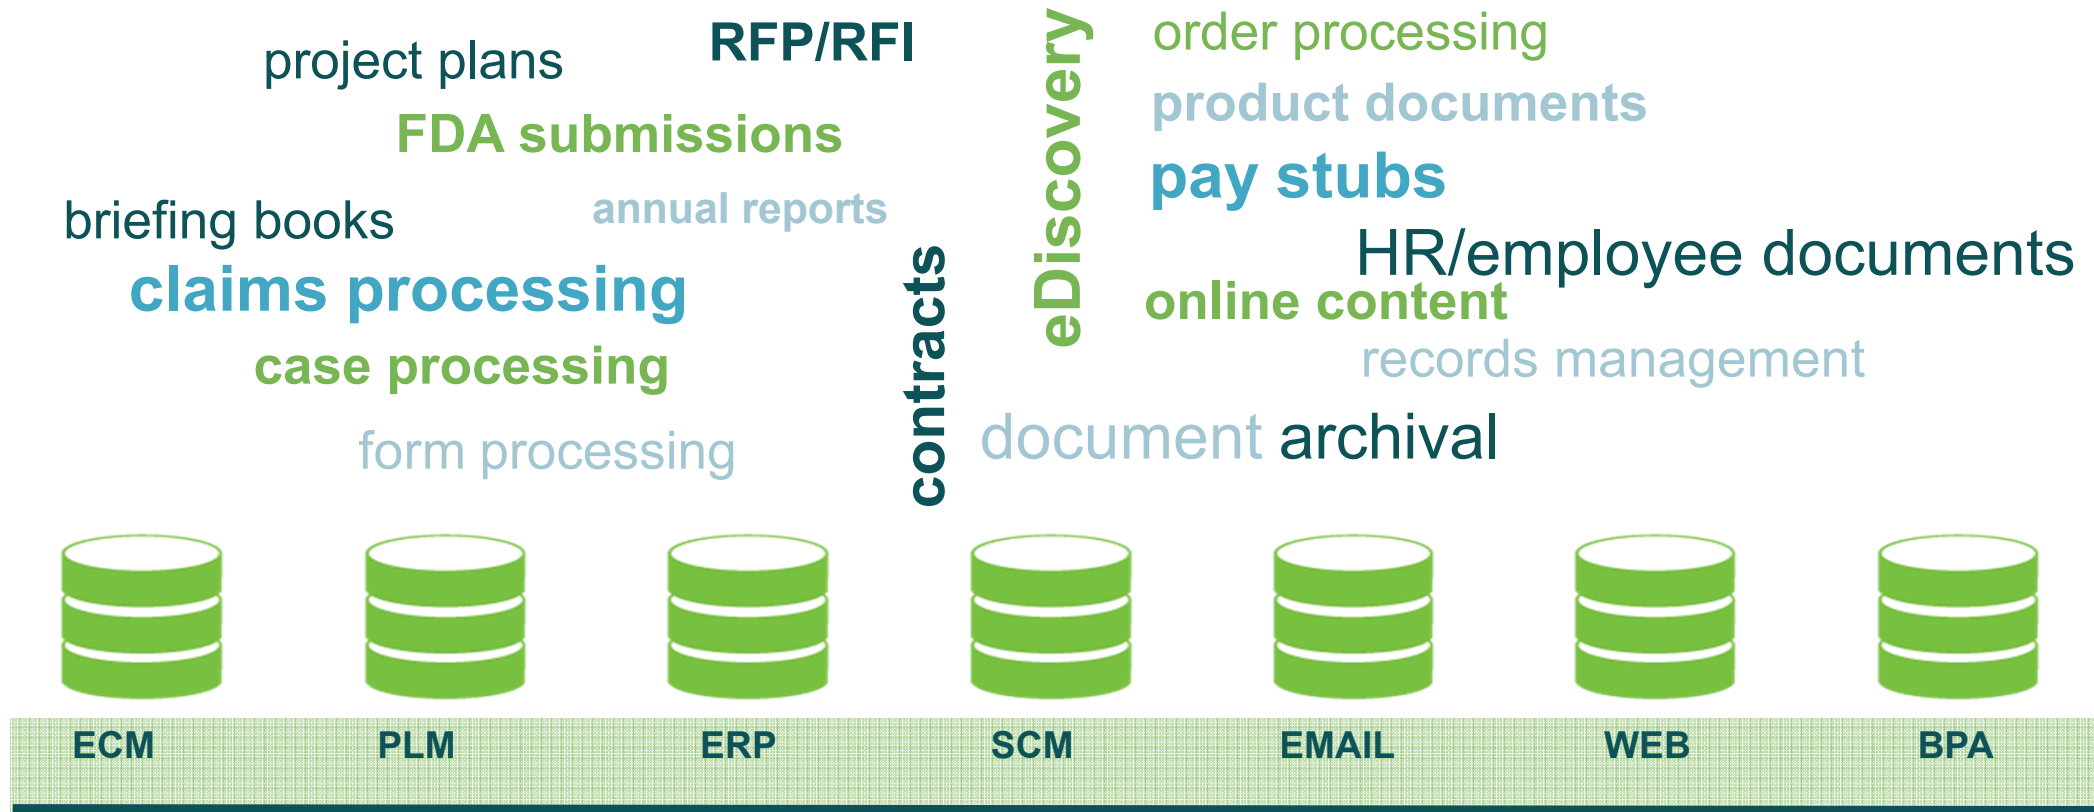 project plans
RFP/RFI
FDA submissions
briefing books
annual reports
claims processing
case processing
form processing
contracts
eDiscovery
order processing
product documents
pay stubs
HR/employee documents
online content
records management
document archival
ECM
PLM
ERP
SCM
EMAIL
WEB
BPA